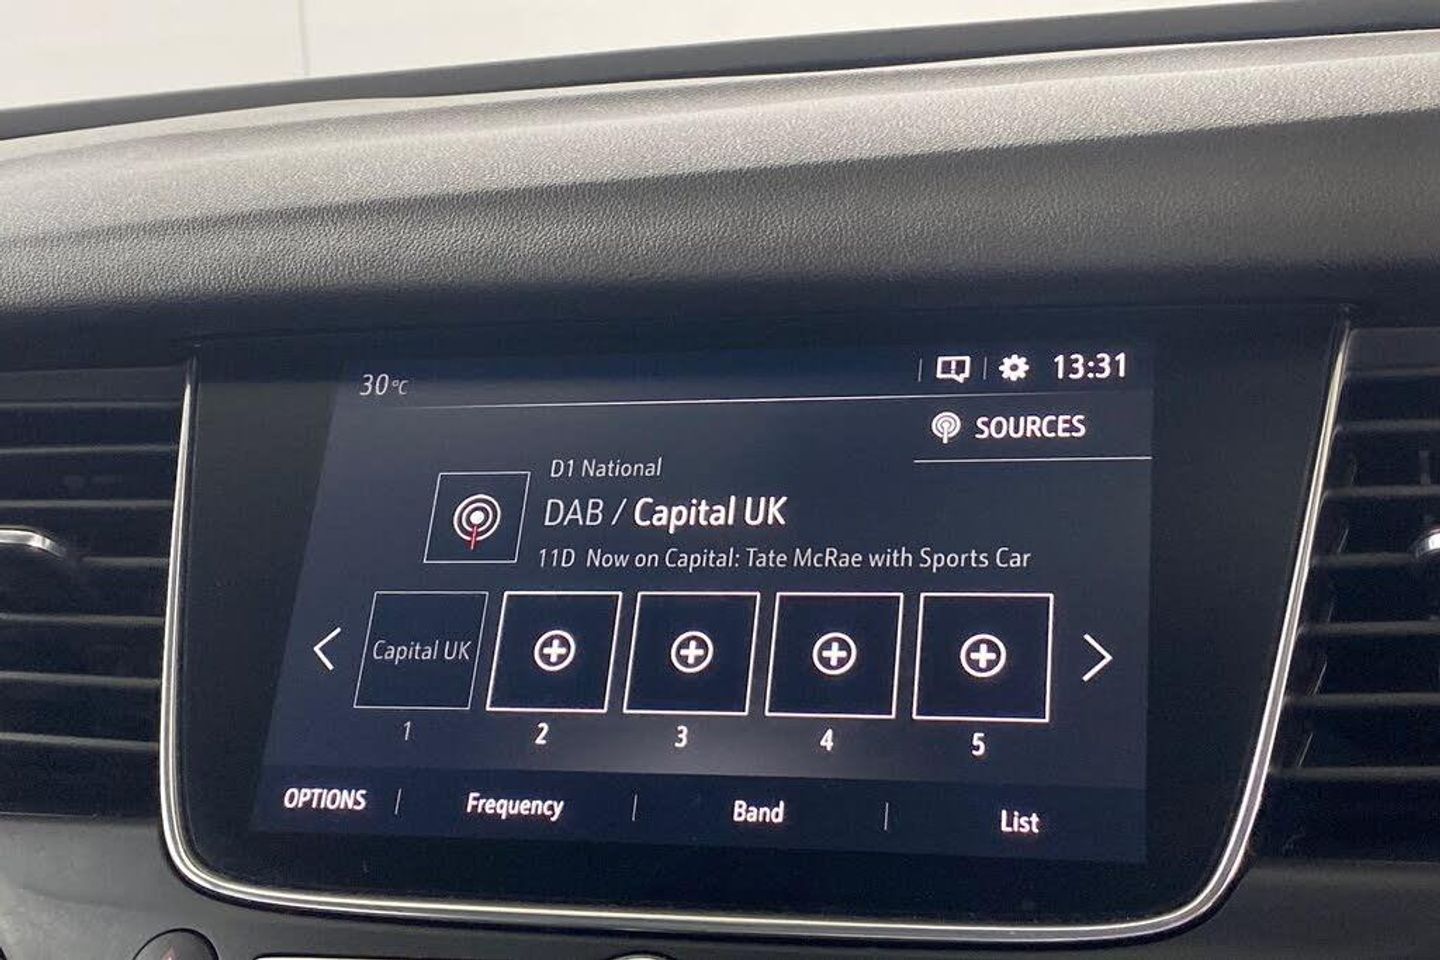 30°C
13:31
SOURCES
D1 National
DAB / Capital UK
11D Now on Capital: Tate McRae with Sports Car
Capital UK
1 2 3 4 5
OPTIONS | Frequency | Band | List